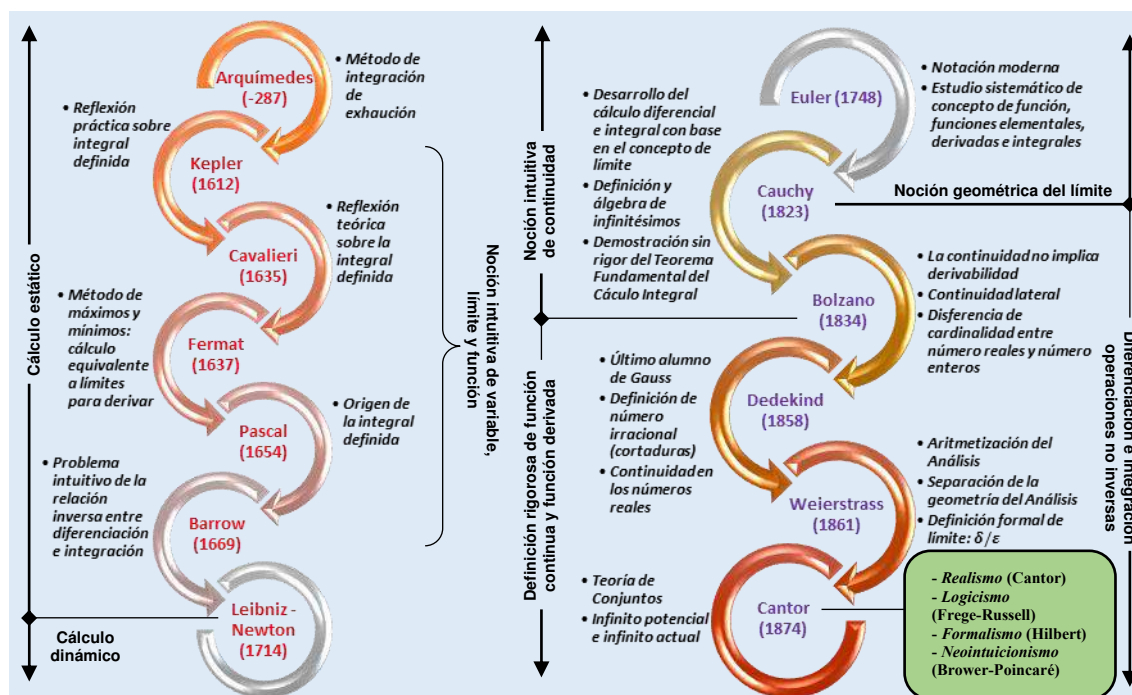 Cálculo estático
Cálculo
dinámico
Arquímedes
(-287)
• Método de
integración
de
exhaución
• Reflexión
práctica sobre
integral
definida
Kepler
(1612)
• Reflexión
teórica
sobre la
integral
definida
Cavalieri
(1635)
• Método de
máximos y
mínimos:
cálculo
equivalente
a límites
para derivar
Fermat
(1637)
• Origen de
la integral
definida
Pascal
(1654)
• Problema
intuitivo de la
relación
inversa entre
diferenciación
e integración
Barrow
(1669)
Leibniz -
Newton
(1714)
Noción intuitiva de variable,
límite y función
Noción intuitiva
de continuidad
Definición rigorosa de función
continua y función derivada
Euler (1748)
• Notación moderna
• Estudio sistemático de
concepto de función,
funciones elementales,
derivadas e integrales
• Desarrollo del
cálculo diferencial
e integral con base
en el concepto de
límite
• Definición y
álgebra de
infinitésimos
• Demostración sin
rigor del Teorema
Fundamental del
Cáculo Integral
Cauchy
(1823)
Noción geométrica del límite
Bolzano
(1834)
• La continuidad no implica
derivabilidad
• Continuidad lateral
• Disferencia de
cardinalidad entre
número reales y número
enteros
• Último alumno
de Gauss
• Definición de
número
irracional
(cortaduras)
• Continuidad en
los números
reales
Dedekind
(1858)
Weierstrass
(1861)
• Aritmetización del
Análisis
• Separación de la
geometría del Análisis
• Definición formal de
límite: δ/ε
• Teoría de
Conjuntos
• Infinito potencial
e infinito actual
Cantor
(1874)
- Realismo (Cantor)
- Logicismo
(Frege-Russell)
- Formalismo (Hilbert)
- Neointuicionismo
(Brower-Poincaré)
Diferenciación e integración
operaciones no inversas